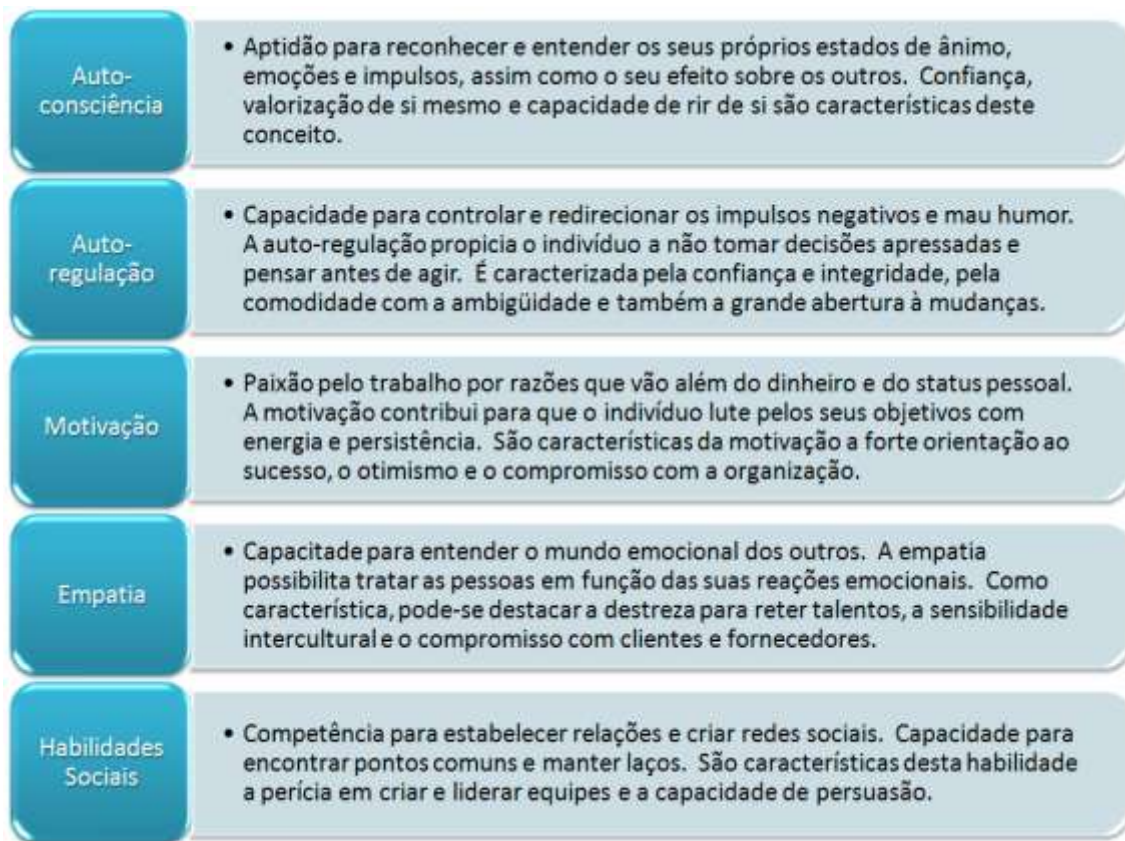 Auto-
consciência
• Aptidão para reconhecer e entender os seus próprios estados de ânimo,
emoções e impulsos, assim como o seu efeito sobre os outros. Confiança,
valorização de si mesmo e capacidade de rir de si são características deste
conceito.
Auto-
regulação
• Capacidade para controlar e redirecionar os impulsos negativos e mau humor.
A auto-regulação propicia o indivíduo a não tomar decisões apressadas e
pensar antes de agir. É caracterizada pela confiança e integridade, pela
comodidade com a ambigüidade e também a grande abertura à mudanças.
Motivação
• Paixão pelo trabalho por razões que vão além do dinheiro e do status pessoal.
A motivação contribui para que o indivíduo lute pelos seus objetivos com
energia e persistência. São características da motivação a forte orientação ao
sucesso, o otimismo e o compromisso com a organização.
Empatia
• Capacitade para entender o mundo emocional dos outros. A empatia
possibilita tratar as pessoas em função das suas reações emocionais. Como
característica, pode-se destacar a destreza para reter talentos, a sensibilidade
intercultural e o compromisso com clientes e fornecedores.
Habilidades
Sociais
• Competência para estabelecer relações e criar redes sociais. Capacidade para
encontrar pontos comuns e manter laços. São características desta habilidade
a perícia em criar e liderar equipes e a capacidade de persuasão.